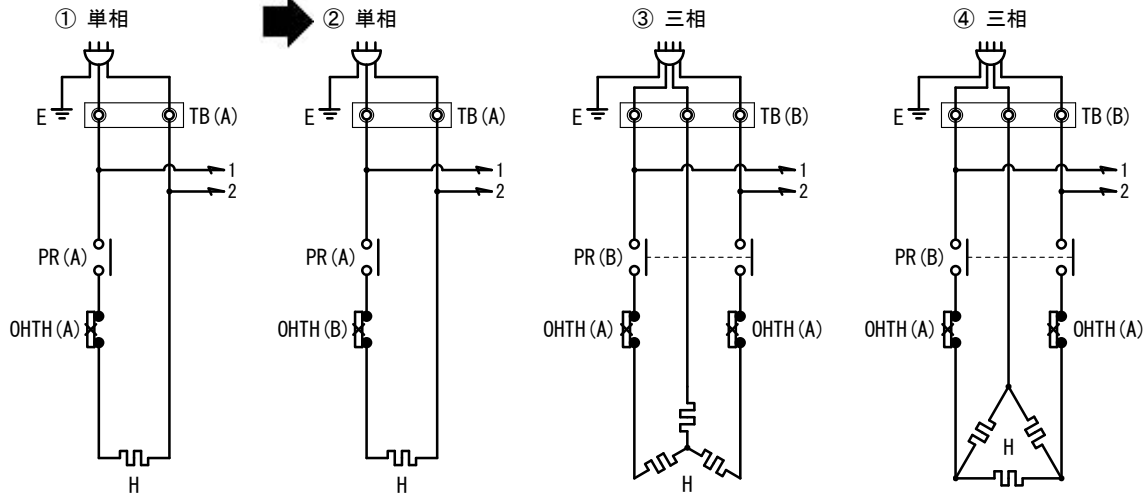 ① 単相
② 単相
③ 三相
④ 三相
E
TB(A)
E
TB(A)
E
TB(B)
E
TB(B)
1
1
1
1
2
2
2
2
PR(A)
PR(A)
PR(B)
PR(B)
OHTH(A)
OHTH(B)
OHTH(A)
OHTH(A)
OHTH(A)
OHTH(A)
H
H
H
H